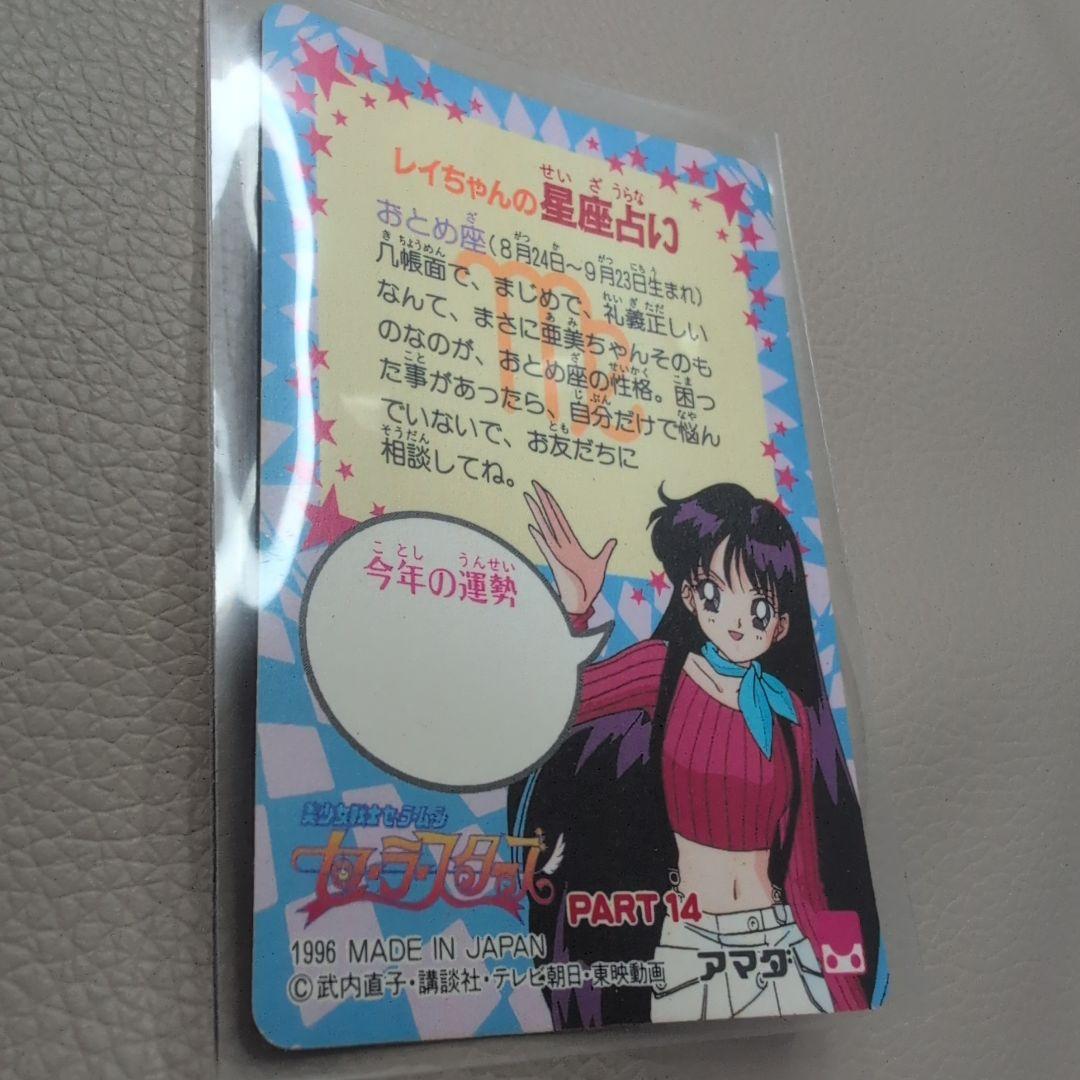 レイちゃんの星座占い
おとめ座(8月24日～9月23日生まれ)
几帳面で、まじめで、礼義正しい
なんて、まさに亜美ちゃんそのも
のなのが、おとめ座の性格。困っ
た事があったら、自分だけで悩ん
でいないで、お友だちに
相談してね。
今年の運勢
美少女戦士セーラームーン
セーラースターズ
PART 14
1996 MADE IN JAPAN
アマダ
©武内直子・講談社・テレビ朝日・東映動画